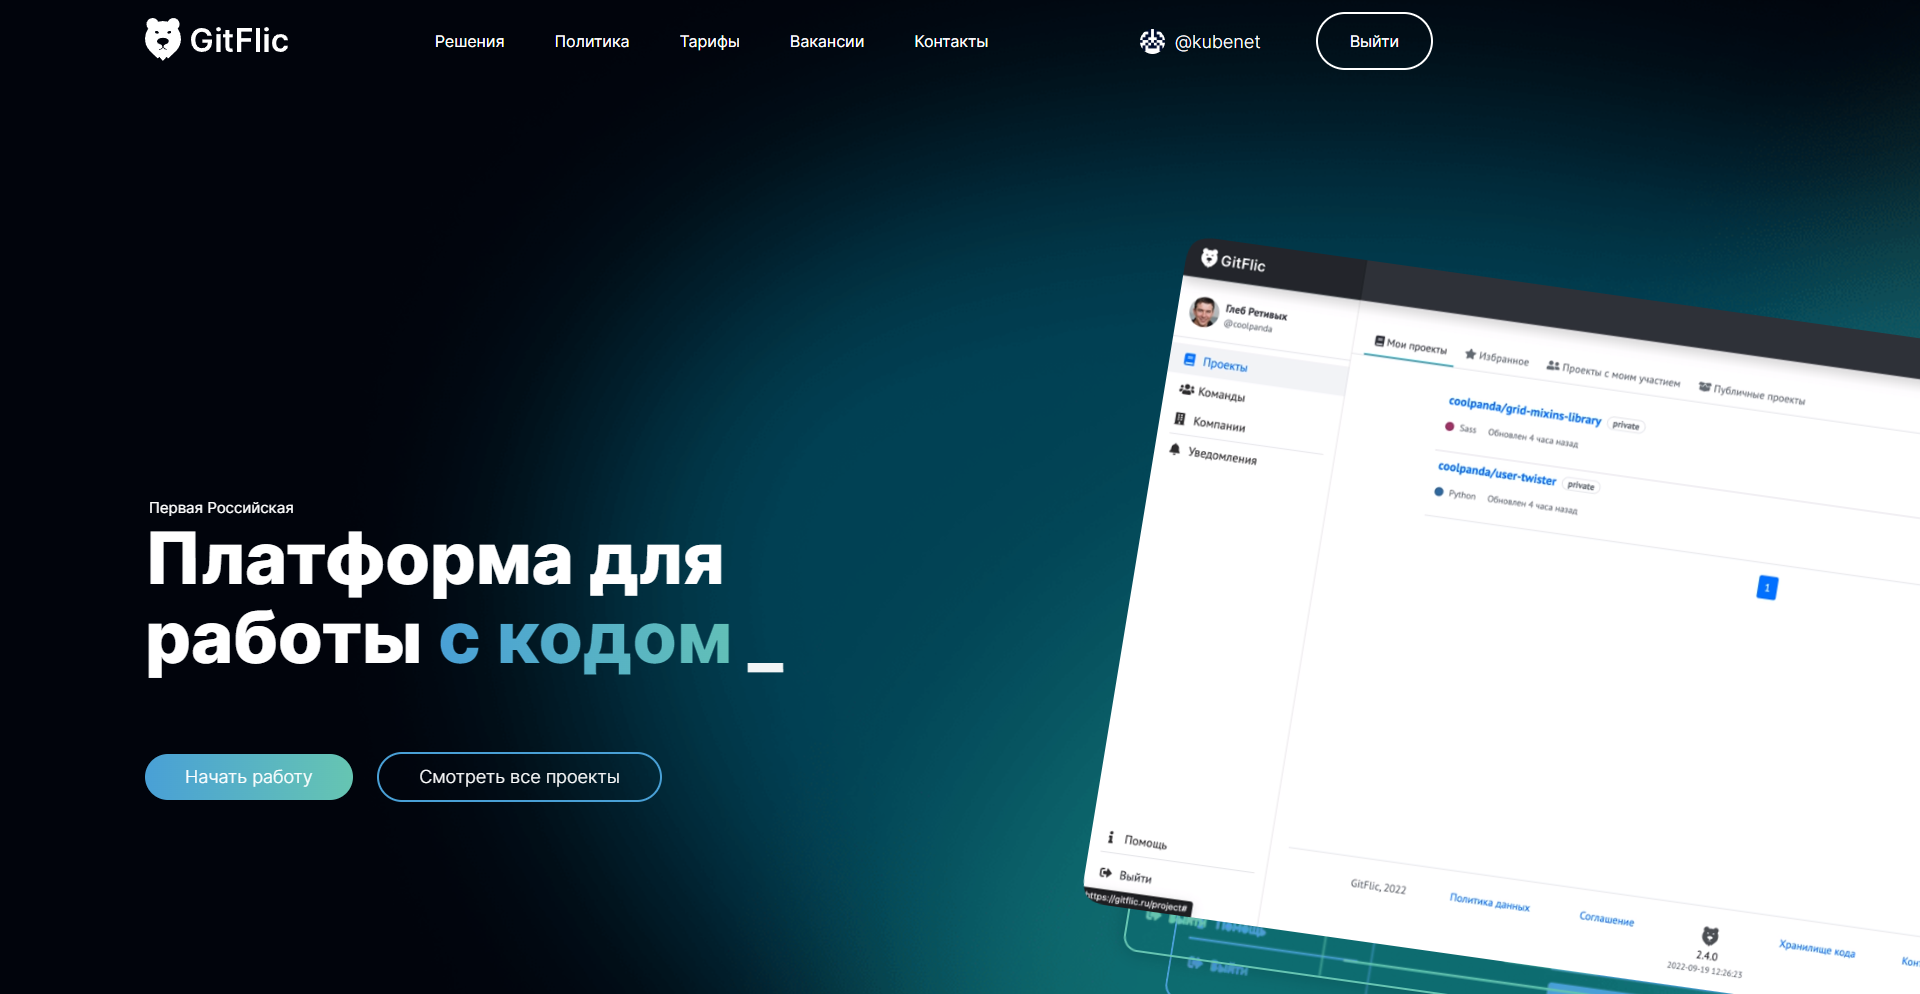 GitFlic
Решения
Политика
Тарифы
Вакансии
Контакты
@kubenet
Выйти
Первая Российская
Платформа для
работы с кодом _
Начать работу
Смотреть все проекты
GitFlic
Глеб Ретивых
@coolpanda
Проекты
Команды
Компании
Уведомления
Помощь
Выйти
https://gitflic.ru/project#
Мои проекты
Избранное
Проекты с моим участием
Публичные проекты
coolpanda/grid-mixins-library private
Sass Обновлен 4 часа назад
coolpanda/user-twister private
Python Обновлен 4 часа назад
1
GitFlic, 2022
Политика данных
Соглашение
2.4.0
2022-09-19 12:26:23
Хранилище кода
Помощь
Выйти